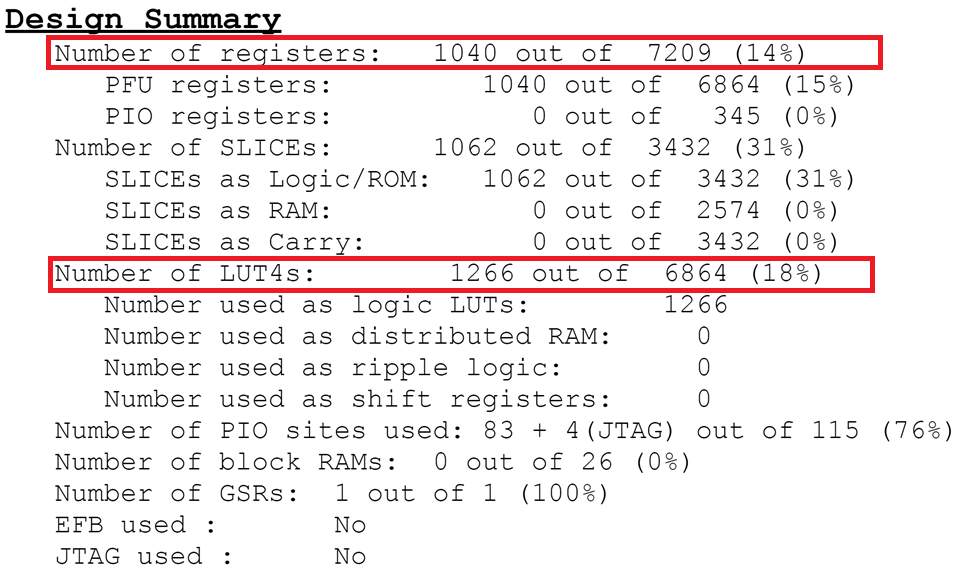 Design Summary
Number of registers: 1040 out of 7209 (14%)
PFU registers: 1040 out of 6864 (15%)
PIO registers: 0 out of 345 (0%)
Number of SLICEs: 1062 out of 3432 (31%)
SLICEs as Logic/ROM: 1062 out of 3432 (31%)
SLICEs as RAM: 0 out of 2574 (0%)
SLICEs as Carry: 0 out of 3432 (0%)
Number of LUT4s: 1266 out of 6864 (18%)
Number used as logic LUTs: 1266
Number used as distributed RAM: 0
Number used as ripple logic: 0
Number used as shift registers: 0
Number of PIO sites used: 83 + 4(JTAG) out of 115 (76%)
Number of block RAMs: 0 out of 26 (0%)
Number of GSRs: 1 out of 1 (100%)
EFB used : No
JTAG used : No